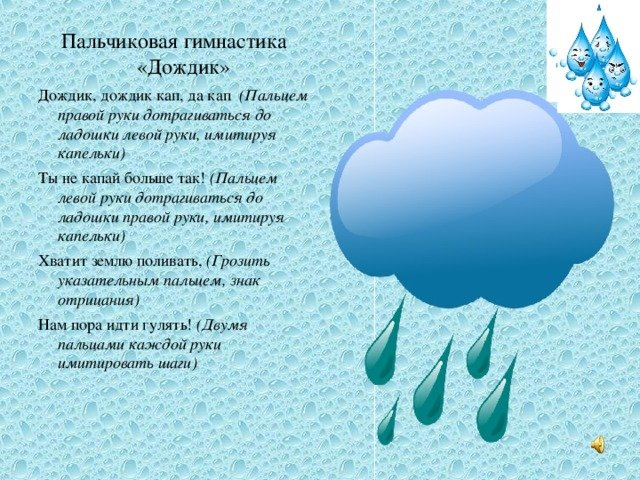 Пальчиковая гимнастика
«Дождик»
Дождик, дождик кап, да кап (Пальцем
правой руки дотрагиваться до
ладошки левой руки, имитируя
капельки)
Ты не капай больше так! (Пальцем
левой руки дотрагиваться до
ладошки правой руки, имитируя
капельки)
Хватит землю поливать, (Грозить
указательным пальцем, знак
отрицания)
Нам пора идти гулять! (Двумя
пальцами каждой руки
имитировать шаги)